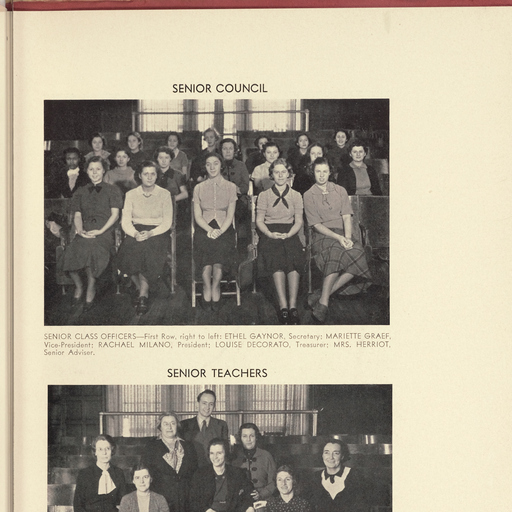 SENIOR COUNCIL
SENIOR CLASS OFFICERS—First Row, right to left: ETHEL GAYNOR, Secretary; MARIETTE GRAEF,
Vice-President; RACHAEL MILANO, President; LOUISE DECORATO, Treasurer; MRS. HERRIOT,
Senior Adviser.
SENIOR TEACHERS